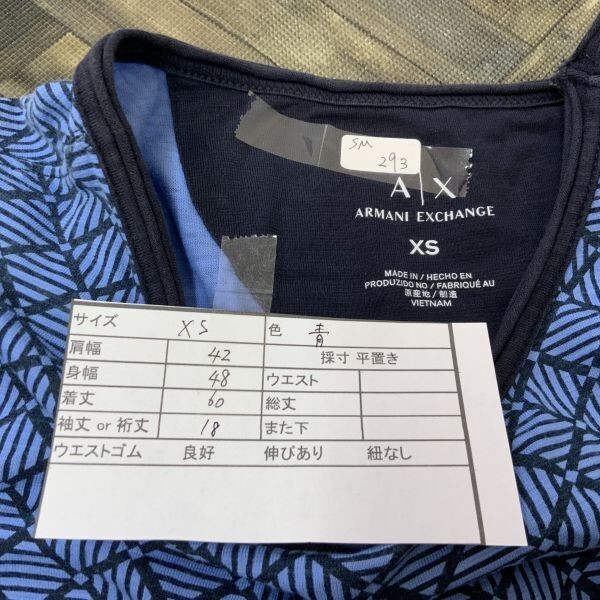 SM
293
A|X
ARMANI EXCHANGE
XS
MADE IN / HECHO EN
PRODUZIDO NO / FABRIQUÉ AU
原産地 / 制造
VIETNAM
サイズ XS 色 青
肩幅 42 採寸 平置き
身幅 48 ウエスト
着丈 60 総丈
袖丈 or 裄丈 18 また下
ウエストゴム 良好 伸びあり 紐なし